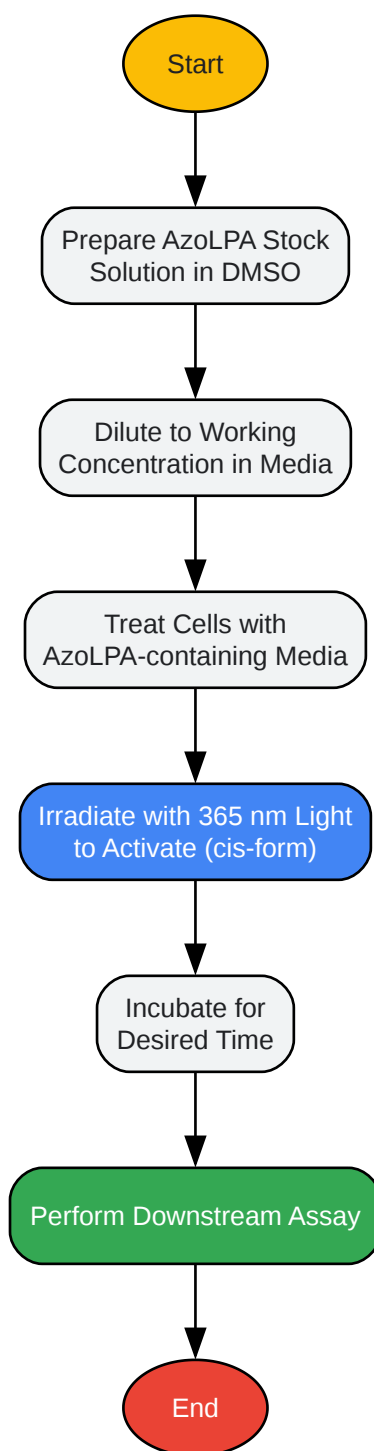 Start
Prepare AzoLPA Stock
Solution in DMSO
Dilute to Working
Concentration in Media
Treat Cells with
AzoLPA-containing Media
Irradiate with 365 nm Light
to Activate (cis-form)
Incubate for
Desired Time
Perform Downstream Assay
End